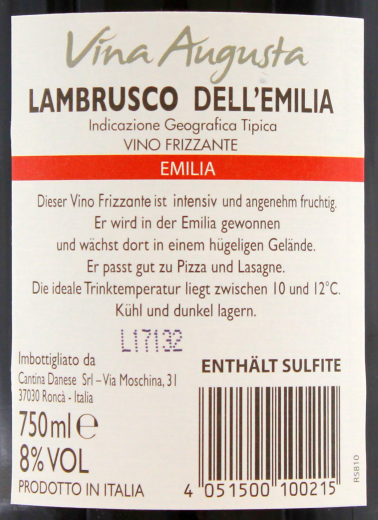 Vina Augusta
LAMBRUSCO DELL'EMILIA
Indicazione Geografica Tipica
VINO FRIZZANTE
EMILIA
Dieser Vino Frizzante ist intensiv und angenehm fruchtig.
Er wird in der Emilia gewonnen
und wächst dort in einem hügeligen Gelände.
Er passt gut zu Pizza und Lasagne.
Die ideale Trinktemperatur liegt zwischen 10 und 12°C.
Kühl und dunkel lagern.
L17132
Imbottigliato da
Cantina Danese Srl – Via Moschina, 31
37030 Roncà - Italia
750ml ℮
8% VOL
PRODOTTO IN ITALIA
ENTHÄLT SULFITE
4 051500 100215
R5810